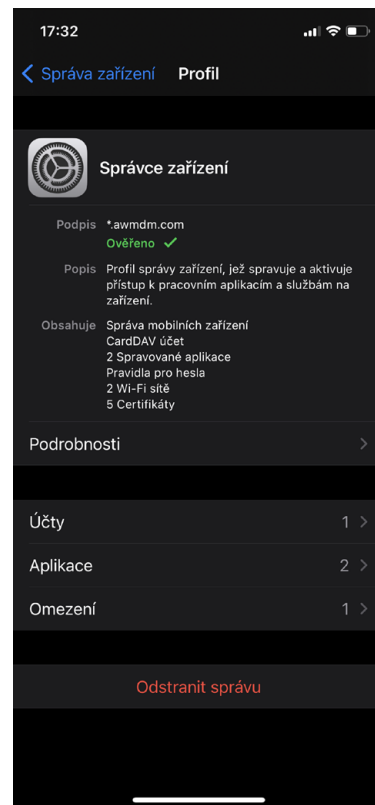 17:32
Správa zařízení Profil
Správce zařízení
Podpis *.awmdm.com
Ověřeno
Popis Profil správy zařízení, jež spravuje a aktivuje
přístup k pracovním aplikacím a službám na
zařízení.
Obsahuje Správa mobilních zařízení
CardDAV účet
2 Spravované aplikace
Pravidla pro hesla
2 Wi-Fi sítě
5 Certifikáty
Podrobnosti
Účty 1
Aplikace 2
Omezení 1
Odstranit správu